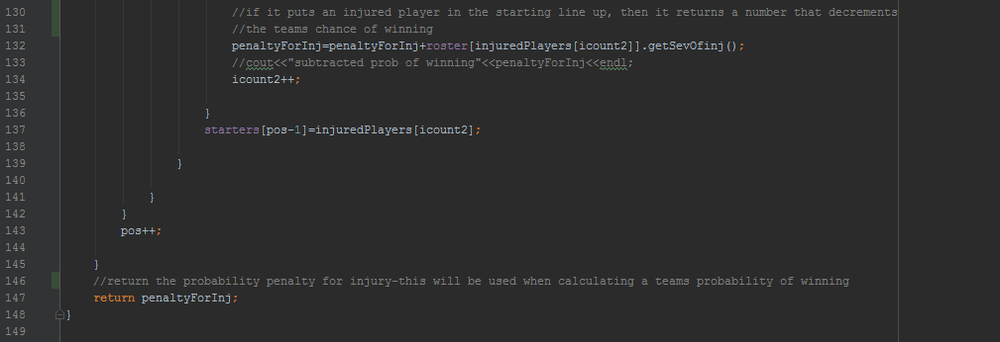 130 //if it puts an injured player in the starting line up, then it returns a number that decrements
131 //the teams chance of winning
132 penaltyForInj=penaltyForInj+roster[injuredPlayers[icount2]].getSevOfinj();
133 //cout<<"subtracted prob of winning"<<penaltyForInj<<endl;
134 icount2++;
135
136 }
137 starters[pos-1]=injuredPlayers[icount2];
138
139 }
140
141 }
142 }
143 pos++;
144
145 }
146 //return the probability penalty for injury-this will be used when calculating a teams probability of winning
147 return penaltyForInj;
148 }
149